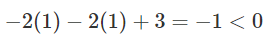 −2(1) − 2(1) + 3 = −1 < 0